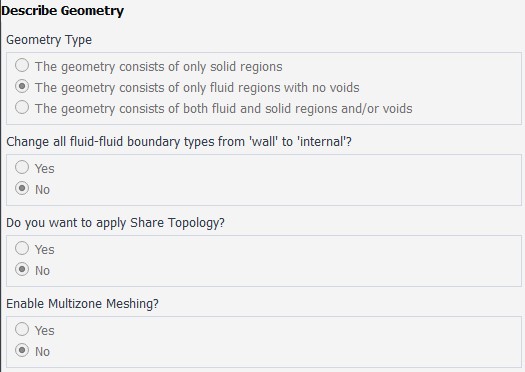 Describe Geometry
Geometry Type
The geometry consists of only solid regions
The geometry consists of only fluid regions with no voids
The geometry consists of both fluid and solid regions and/or voids
Change all fluid-fluid boundary types from 'wall' to 'internal'?
Yes
No
Do you want to apply Share Topology?
Yes
No
Enable Multizone Meshing?
Yes
No